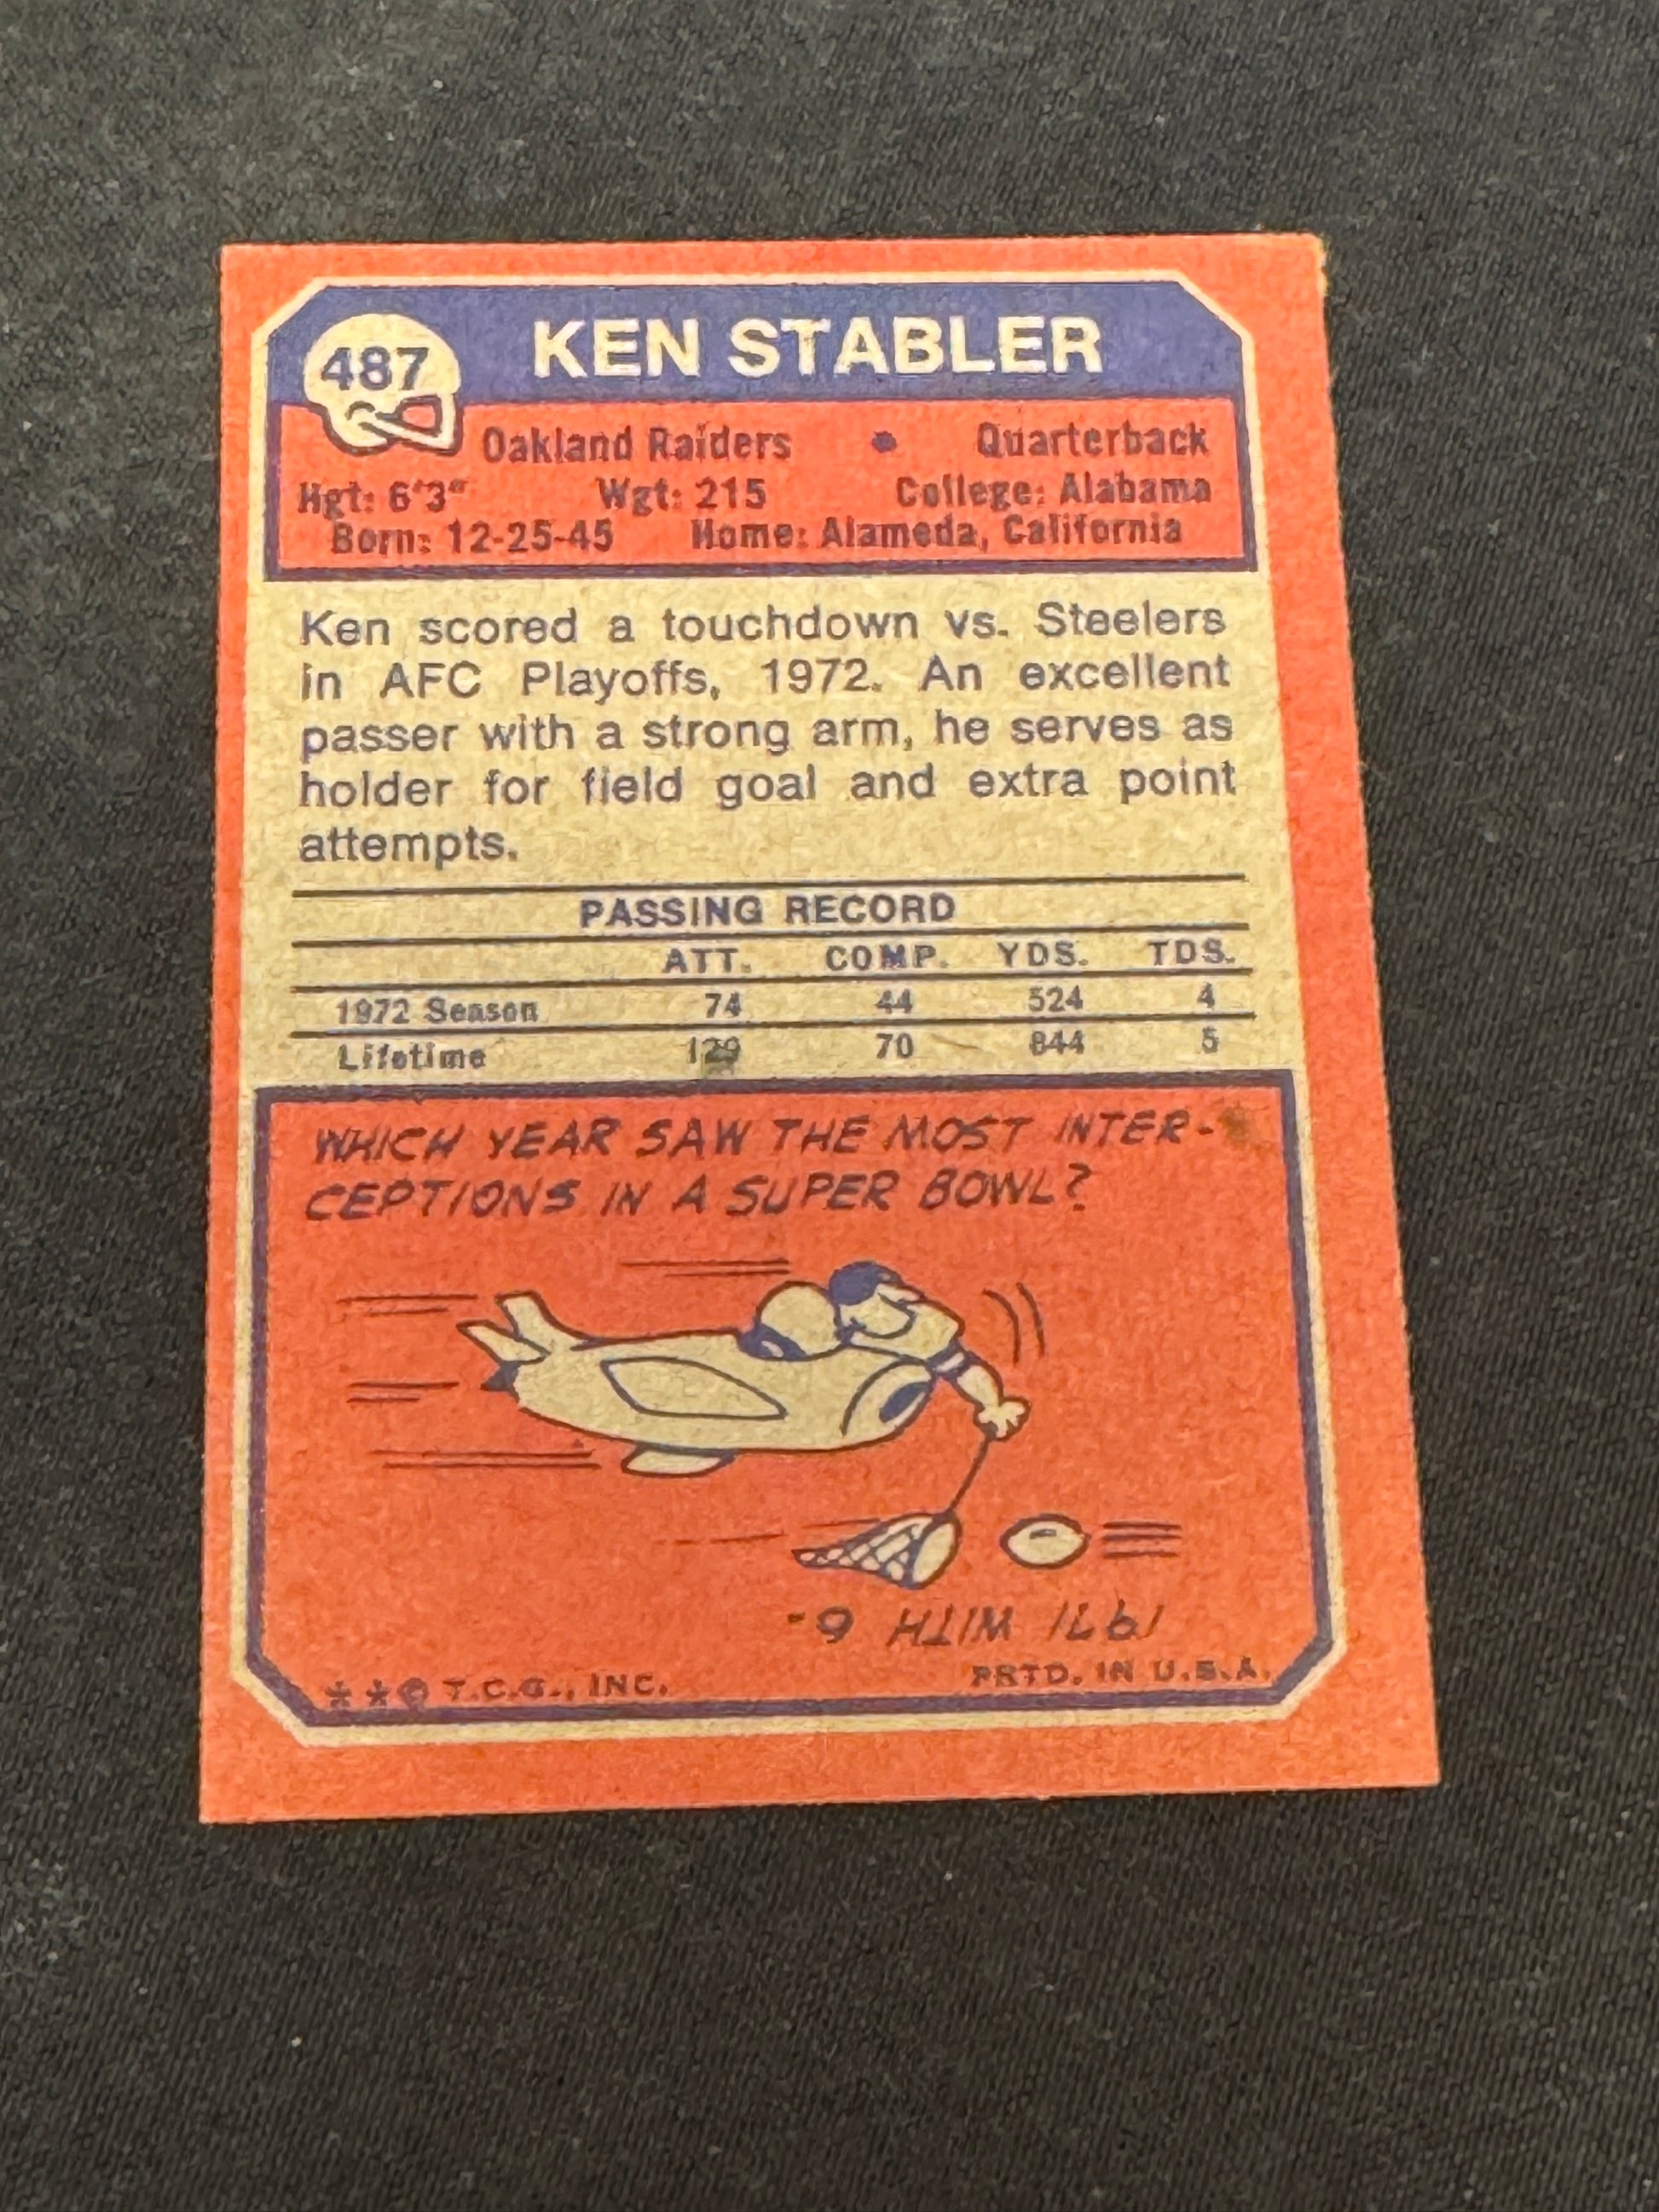 487
KEN STABLER
Oakland Raiders • Quarterback
Hgt: 6'3" Wgt: 215 College: Alabama
Born: 12-25-45 Home: Alameda, California
Ken scored a touchdown vs. Steelers
in AFC Playoffs, 1972. An excellent
passer with a strong arm, he serves as
holder for field goal and extra point
attempts.
PASSING RECORD
ATT. COMP. YDS. TDS.
1972 Season 74 44 524 4
Lifetime 129 70 844 5
WHICH YEAR SAW THE MOST INTER-
CEPTIONS IN A SUPER BOWL?
1971 WITH 6-
**© T.C.G., INC. PRTD. IN U.S.A.